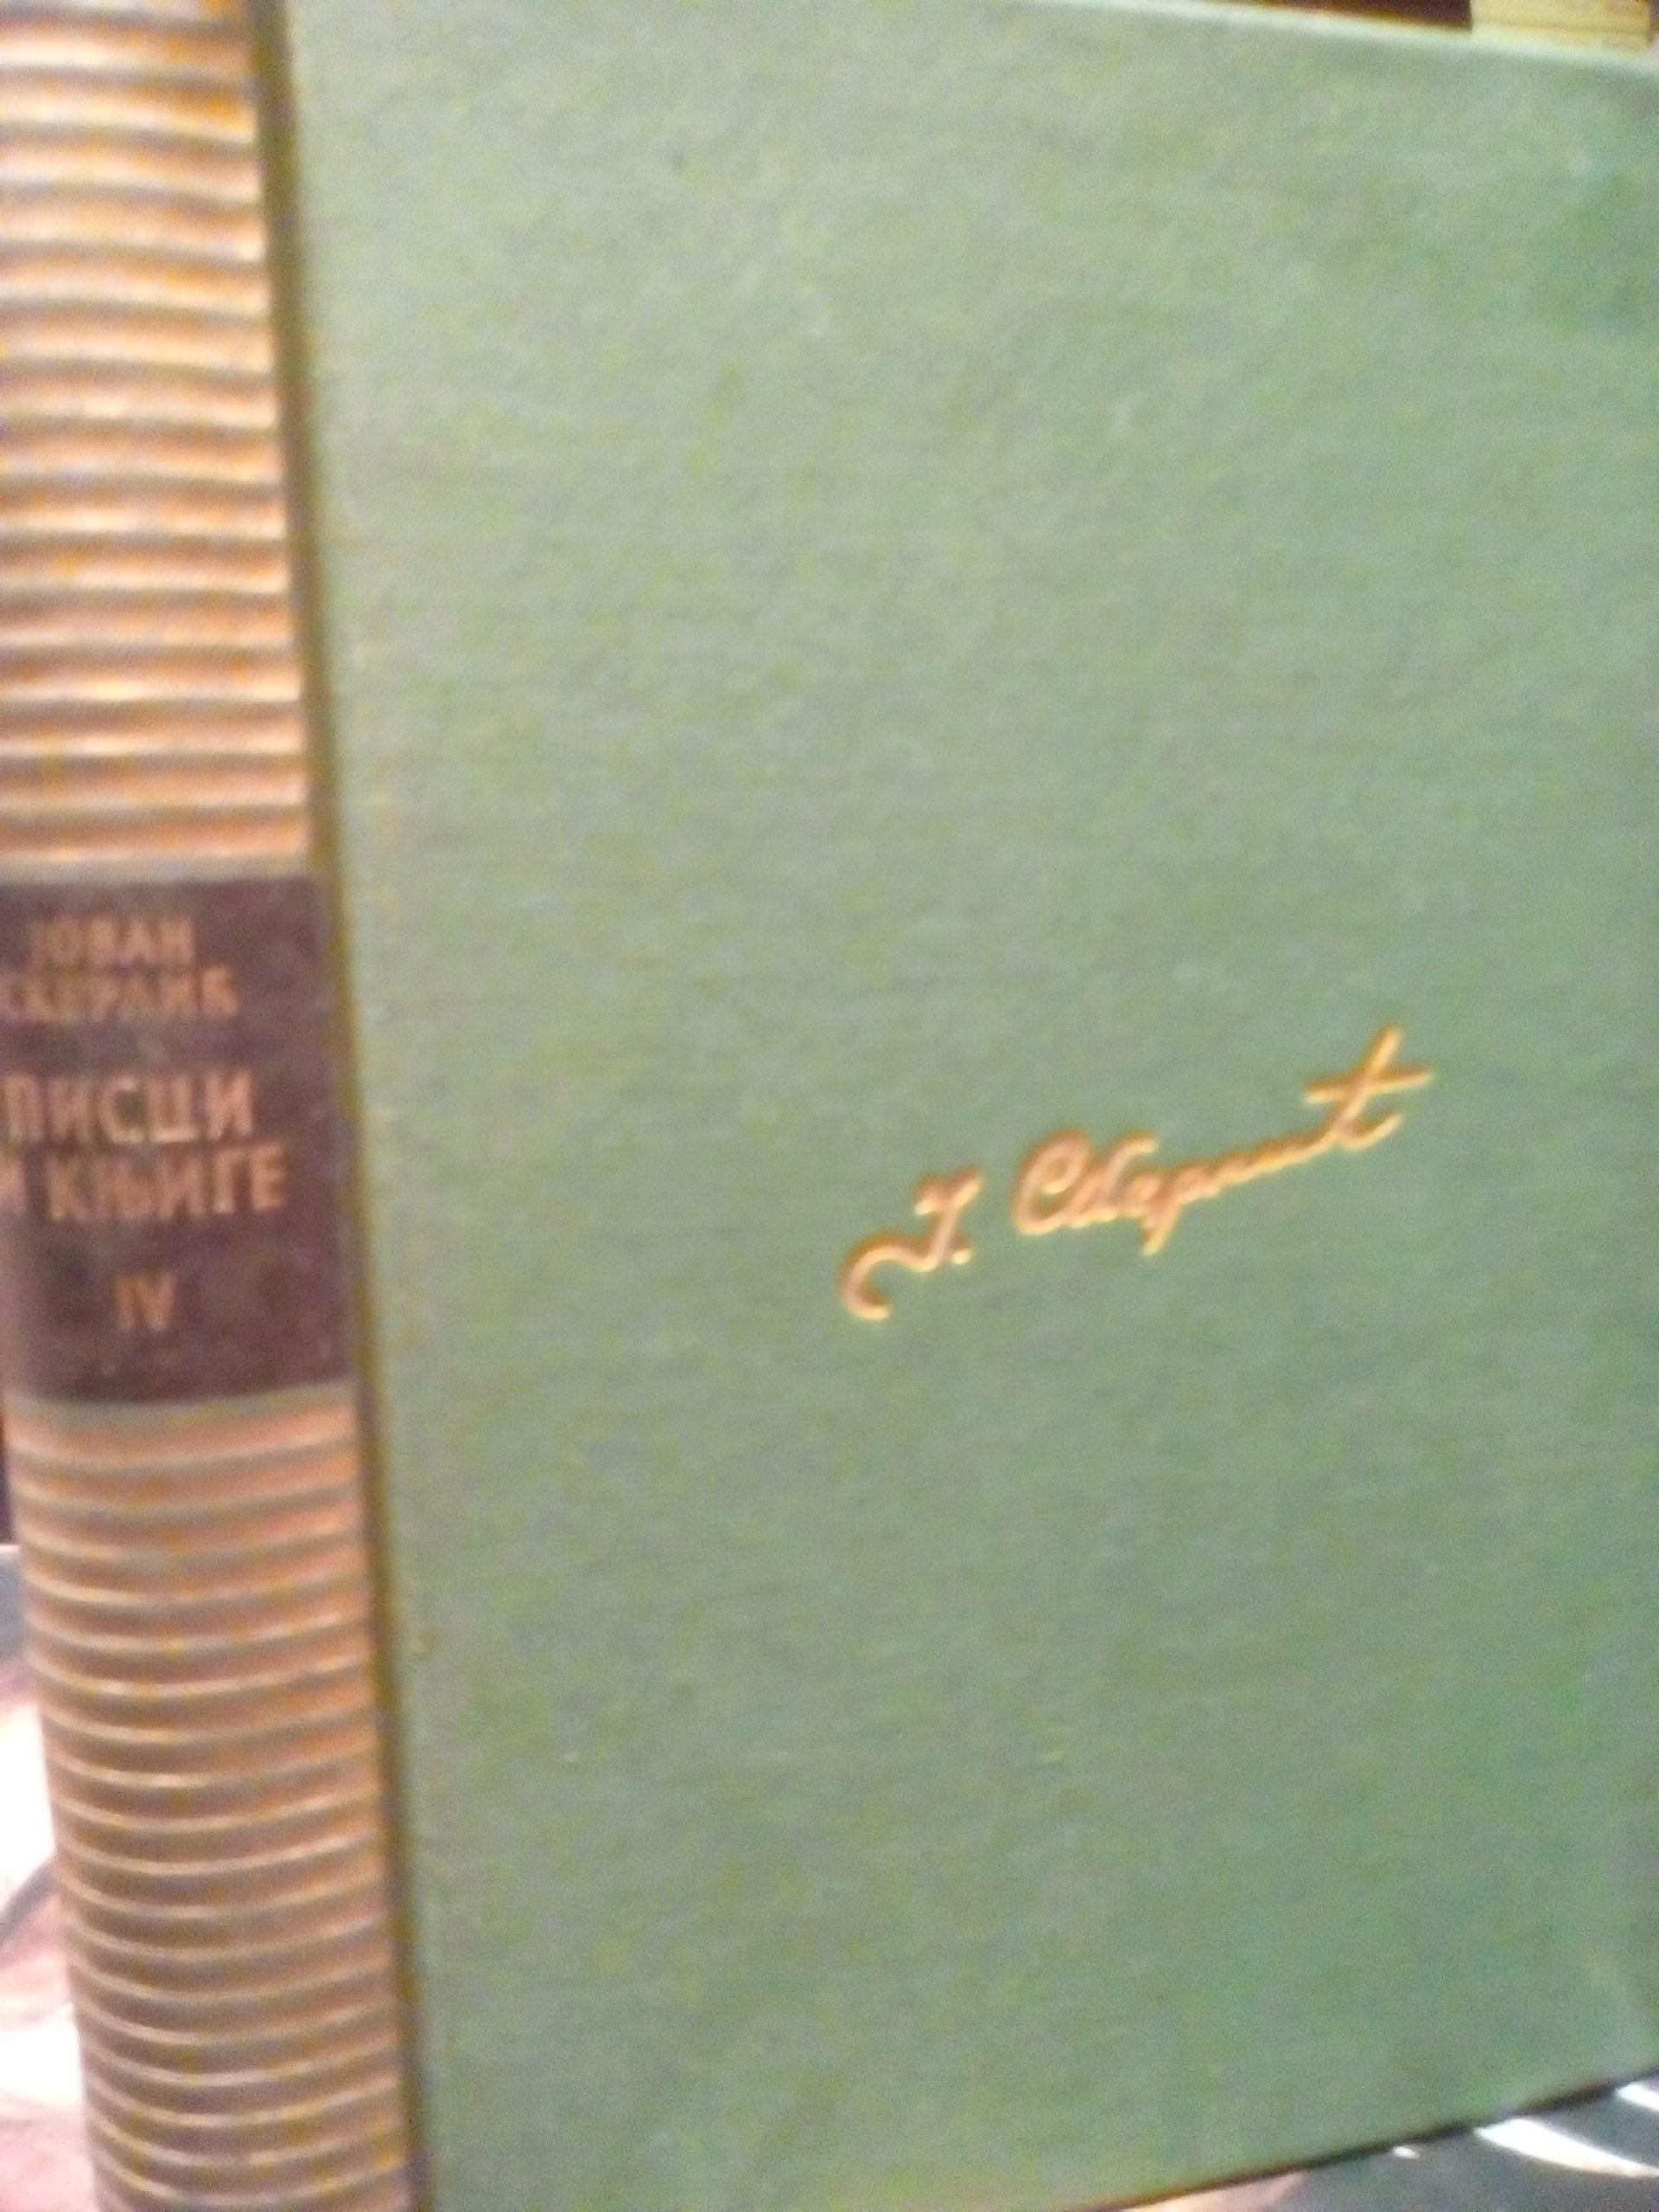 ЈОВАН
СКЕРЛИЋ
ПИСЦИ
И КЊИГЕ
IV
Ј. Скерлић